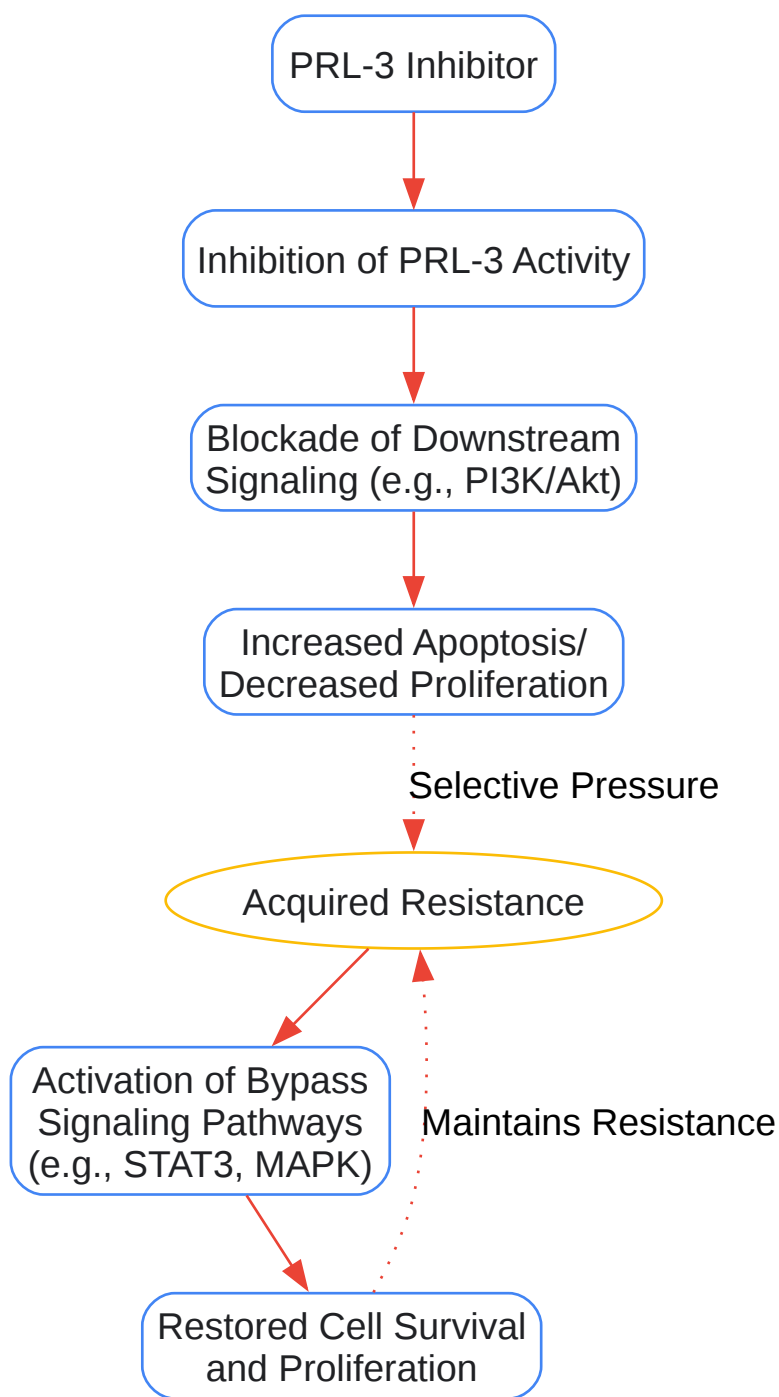 PRL-3 Inhibitor
Inhibition of PRL-3 Activity
Blockade of Downstream
Signaling (e.g., PI3K/Akt)
Increased Apoptosis/
Decreased Proliferation
Selective Pressure
Acquired Resistance
Activation of Bypass
Signaling Pathways
(e.g., STAT3, MAPK)
Maintains Resistance
Restored Cell Survival
and Proliferation